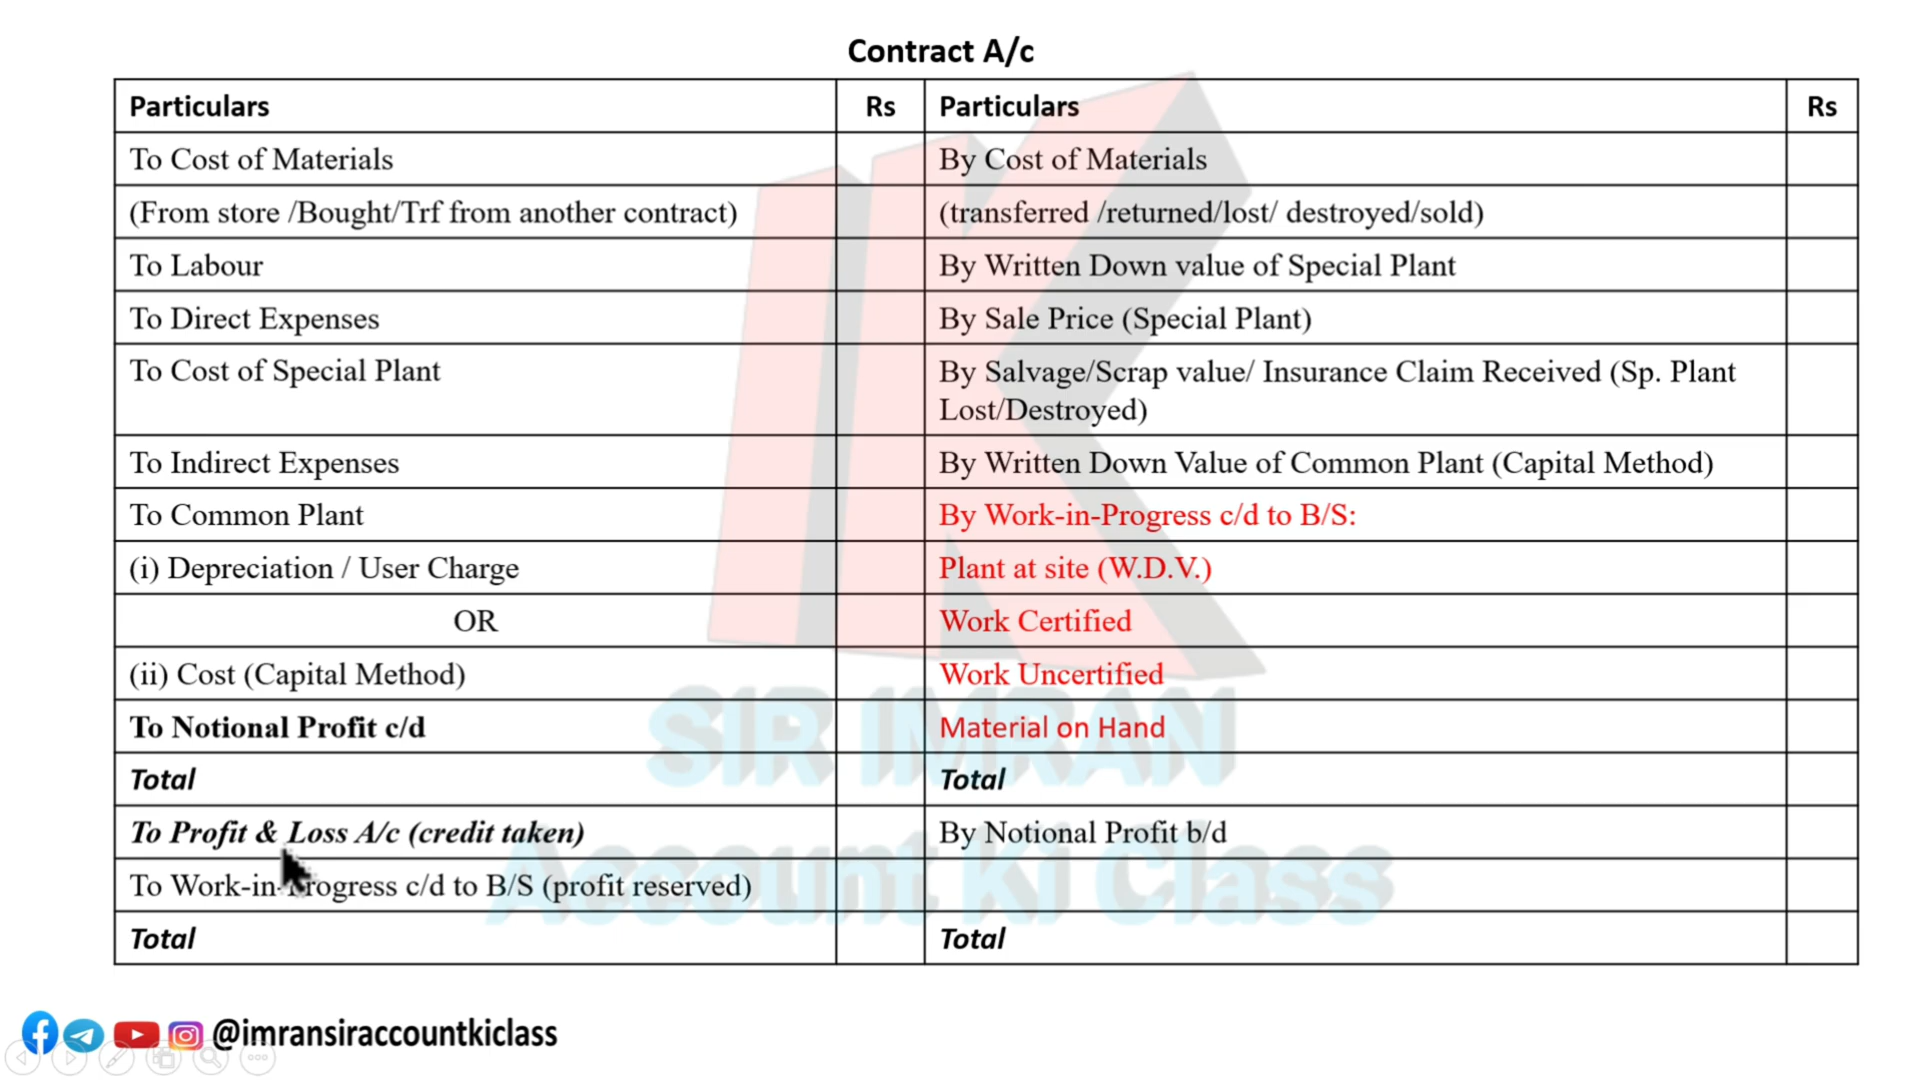 Contract A/c
Particulars Rs Particulars Rs
To Cost of Materials By Cost of Materials
(From store /Bought/Trf from another contract) (transferred /returned/lost/ destroyed/sold)
To Labour By Written Down value of Special Plant
To Direct Expenses By Sale Price (Special Plant)
To Cost of Special Plant By Salvage/Scrap value/ Insurance Claim Received (Sp. Plant
Lost/Destroyed)
To Indirect Expenses By Written Down Value of Common Plant (Capital Method)
To Common Plant By Work-in-Progress c/d to B/S:
(i) Depreciation / User Charge Plant at site (W.D.V.)
OR Work Certified
(ii) Cost (Capital Method) Work Uncertified
To Notional Profit c/d Material on Hand
SIR IMRAN
Total Total
To Profit & Loss A/c (credit taken) By Notional Profit b/d
Account Ki Class
To Work-in-Progress c/d to B/S (profit reserved)
Total Total
@imransiraccountkiclass